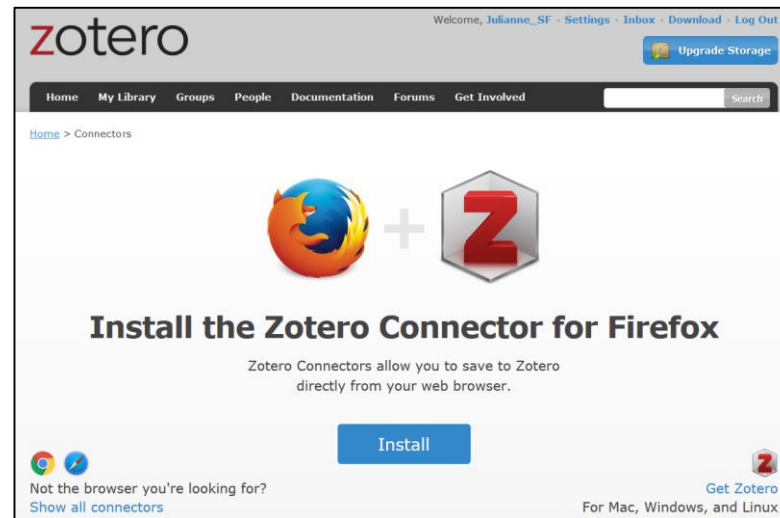 zotero
Welcome, Julianne_SF · Settings · Inbox · Download · Log Out
Upgrade Storage
Home My Library Groups People Documentation Forums Get Involved
Search
Home > Connectors
+ Z
Install the Zotero Connector for Firefox
Zotero Connectors allow you to save to Zotero
directly from your web browser.
Install
Z
Not the browser you're looking for?
Get Zotero
Show all connectors
For Mac, Windows, and Linux